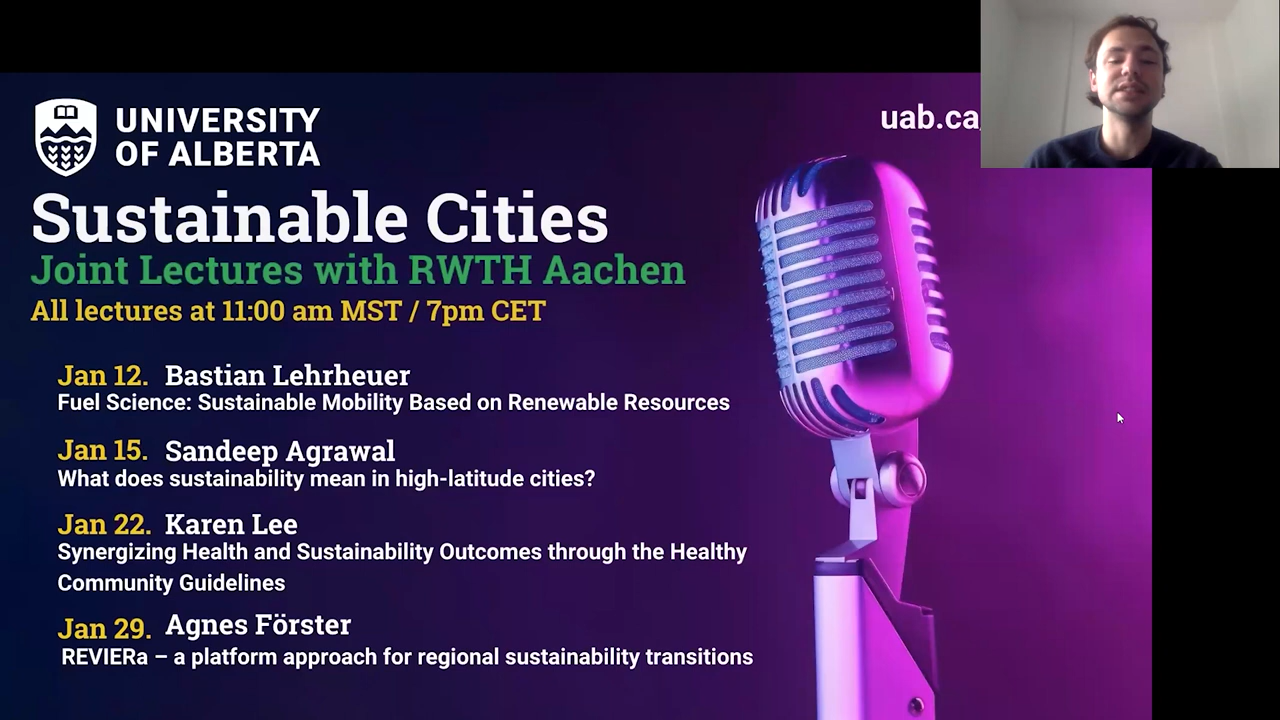 UNIVERSITY
OF ALBERTA
uab.ca/
Sustainable Cities
Joint Lectures with RWTH Aachen
All lectures at 11:00 am MST / 7pm CET
Jan 12. Bastian Lehrheuer
Fuel Science: Sustainable Mobility Based on Renewable Resources
Jan 15. Sandeep Agrawal
What does sustainability mean in high-latitude cities?
Jan 22. Karen Lee
Synergizing Health and Sustainability Outcomes through the Healthy
Community Guidelines
Jan 29. Agnes Förster
REVIERa – a platform approach for regional sustainability transitions